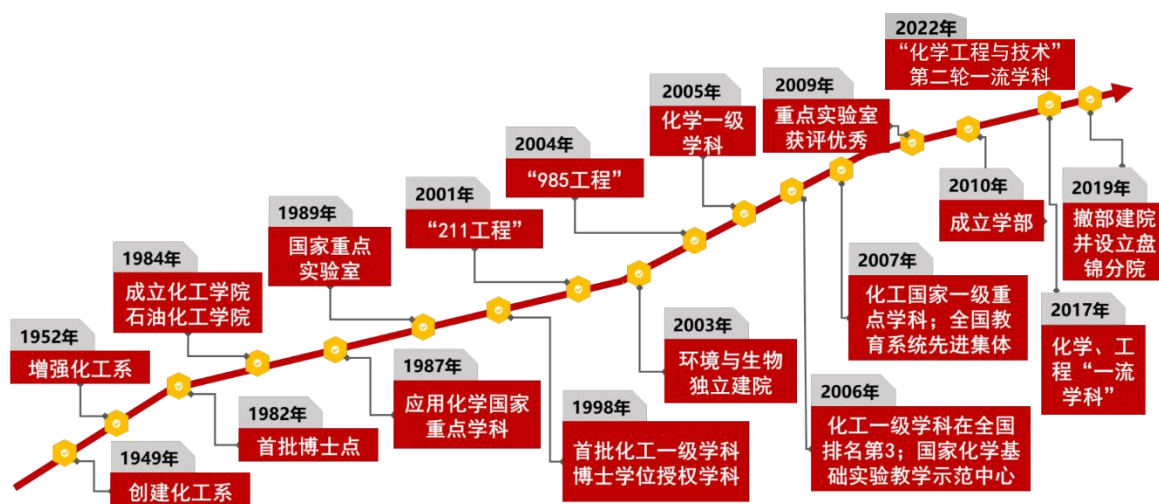 1949年
创建化工系
1952年
增强化工系
1982年
首批博士点
1984年
成立化工学院
石油化工学院
1987年
应用化学国家
重点学科
1989年
国家重点
实验室
1998年
首批化工一级学科
博士学位授权学科
2001年
“211工程”
2003年
环境与生物
独立建院
2004年
“985工程”
2005年
化学一级
学科
2006年
化工一级学科在全国
排名第3；国家化学基
础实验教学示范中心
2007年
化工国家一级重
点学科；全国教
育系统先进集体
2009年
重点实验室
获评优秀
2010年
成立学部
2017年
化学、工
程“一流
学科”
2019年
撤部建院
并设立盘
锦分院
2022年
“化学工程与技术”
第二轮一流学科